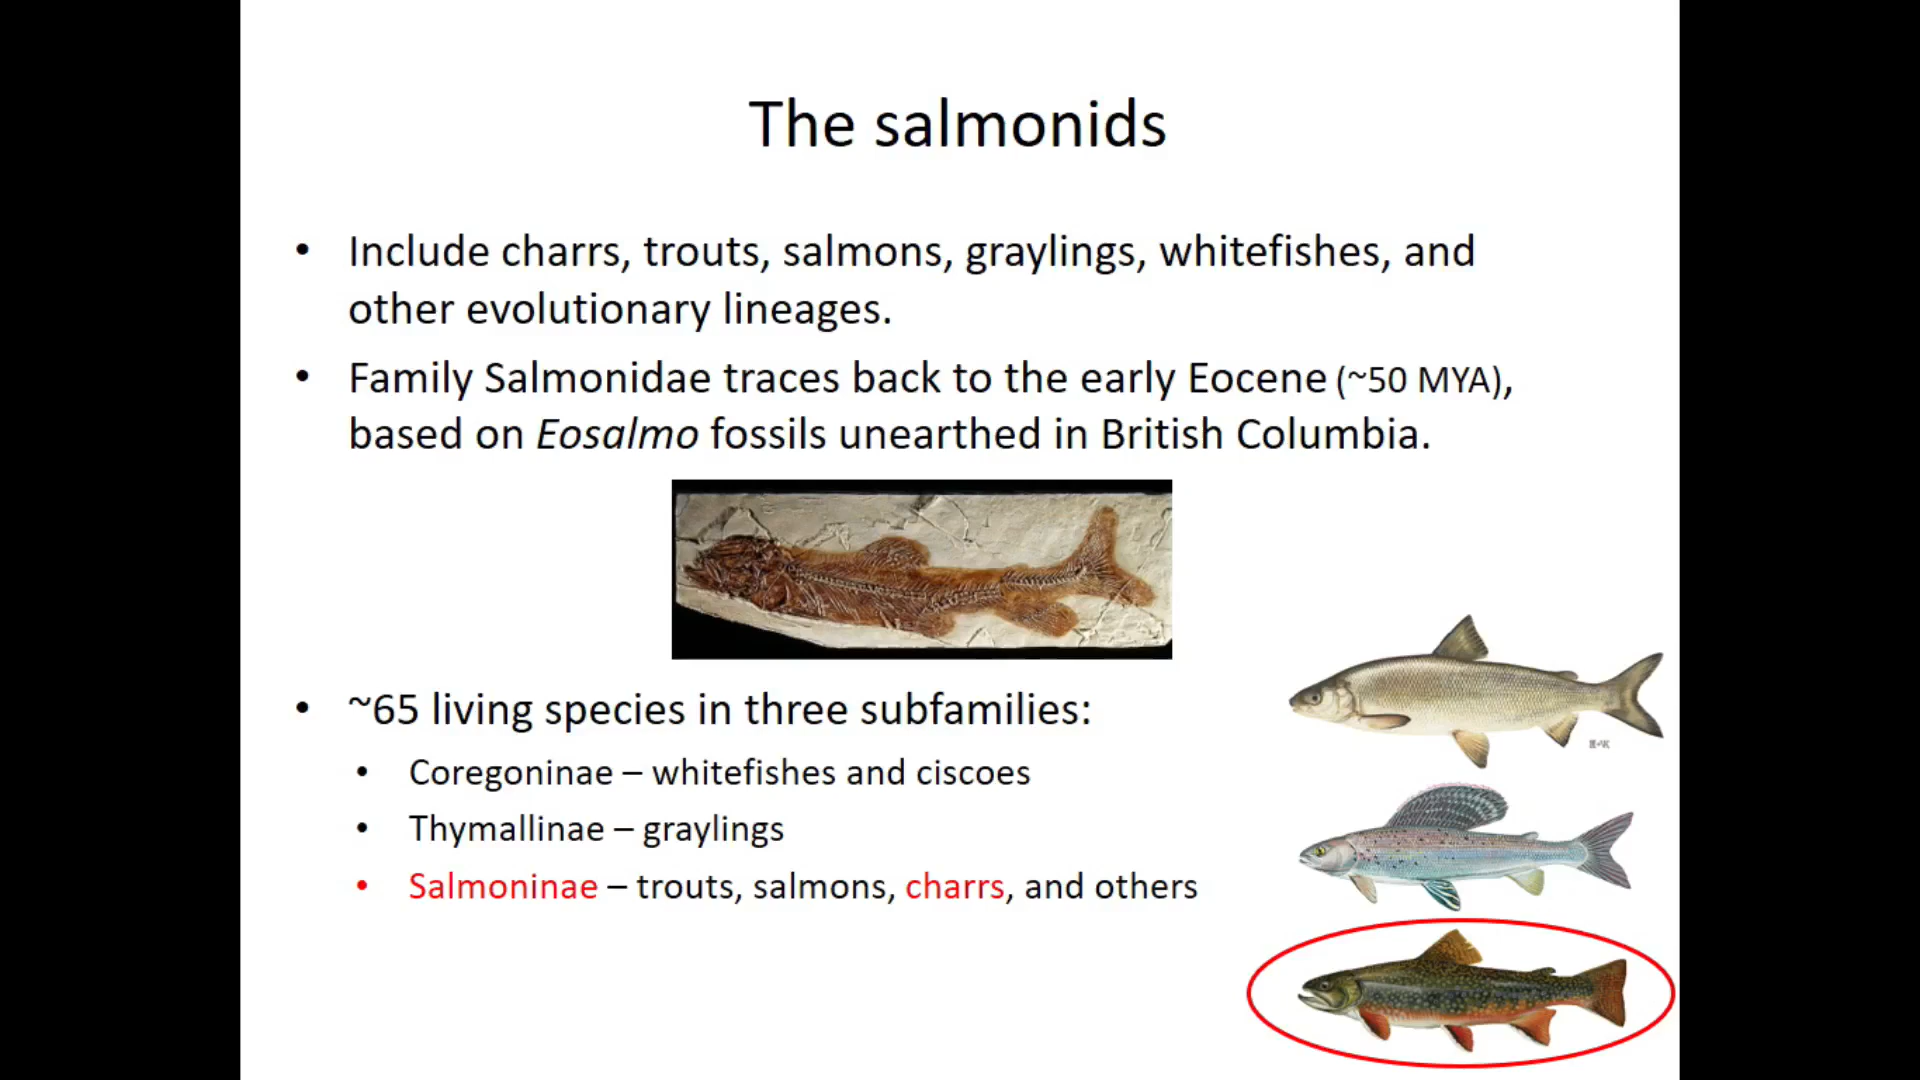 The salmonids
• Include charrs, trouts, salmons, graylings, whitefishes, and
other evolutionary lineages.
• Family Salmonidae traces back to the early Eocene (~50 MYA),
based on Eosalmo fossils unearthed in British Columbia.
• ~65 living species in three subfamilies:
• Coregoninae – whitefishes and ciscoes
• Thymallinae – graylings
• Salmoninae – trouts, salmons, charrs, and others